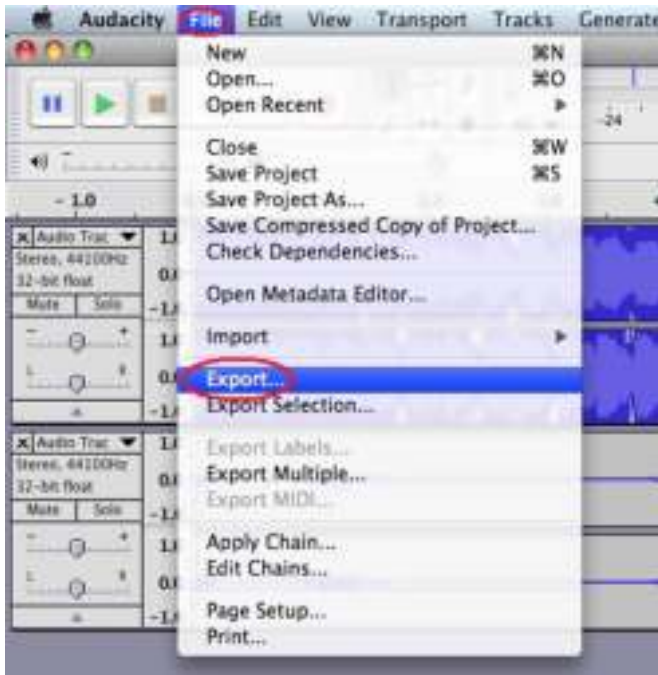 Audacity File Edit View Transport Tracks Generate
New ⌘N
Open... ⌘O
Open Recent
-24
Close ⌘W
Save Project ⌘S
Save Project As...
- 1.0
Save Compressed Copy of Project...
Check Dependencies...
Open Metadata Editor...
Import
Export...
Export Selection...
Export Labels...
Export Multiple...
Export MIDI...
Apply Chain...
Edit Chains...
Page Setup...
Print...
X Audio Trac
Stereo, 44100Hz
32-bit float
Mute Solo
- +
L R
X Audio Trac
Stereo, 44100Hz
32-bit float
Mute Solo
- +
L R